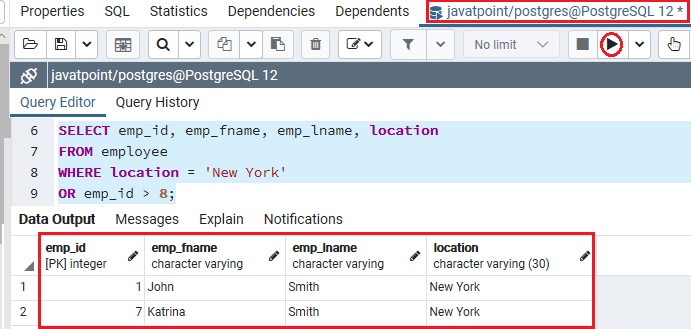 Properties SQL Statistics Dependencies Dependents javatpoint/postgres@PostgreSQL 12 *
No limit
javatpoint/postgres@PostgreSQL 12
Query Editor Query History
6 SELECT emp_id, emp_fname, emp_lname, location
7 FROM employee
8 WHERE location = 'New York'
9 OR emp_id > 8;
Data Output Messages Explain Notifications
emp_id emp_fname emp_lname location
[PK] integer character varying character varying character varying (30)
1 1 John Smith New York
2 7 Katrina Smith New York